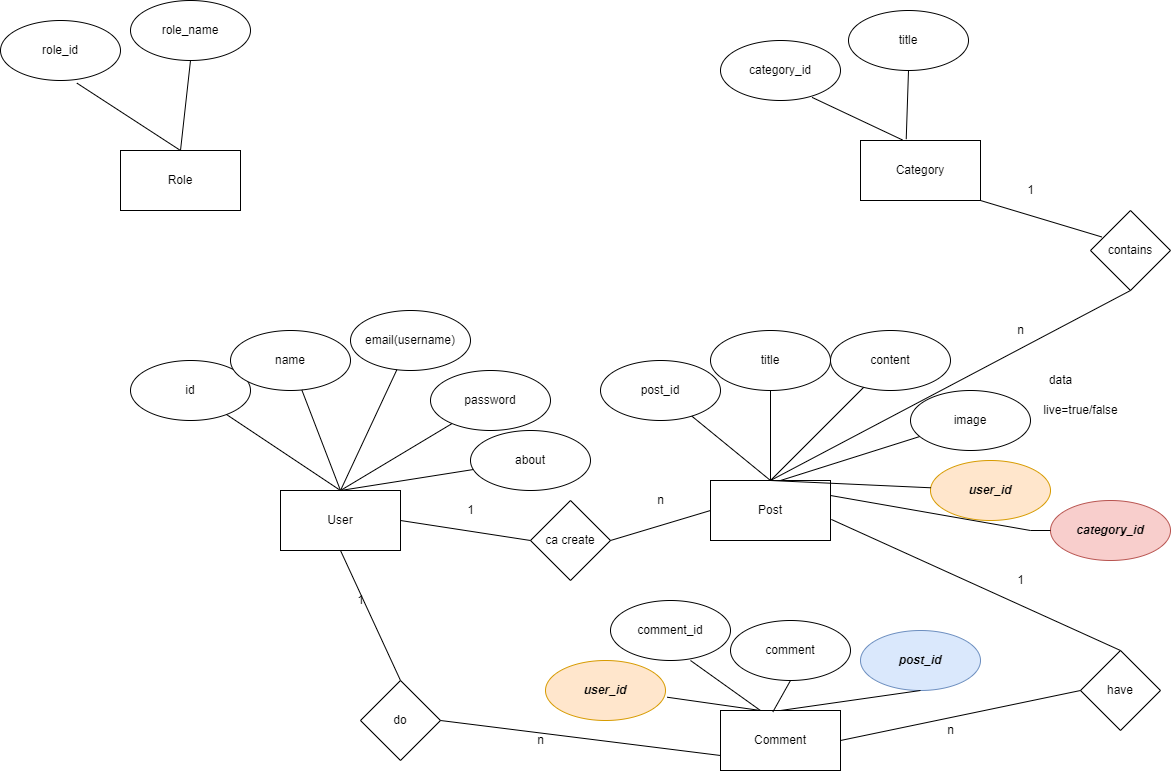 role_name
role_id
title
category_id
Category
Role
1
contains
n
email(username)
name
title
content
data
id
post_id
password
live=true/false
image
about
user_id
1
n
Post
User
category_id
ca create
1
1
comment_id
comment
post_id
user_id
have
do
n
n
Comment